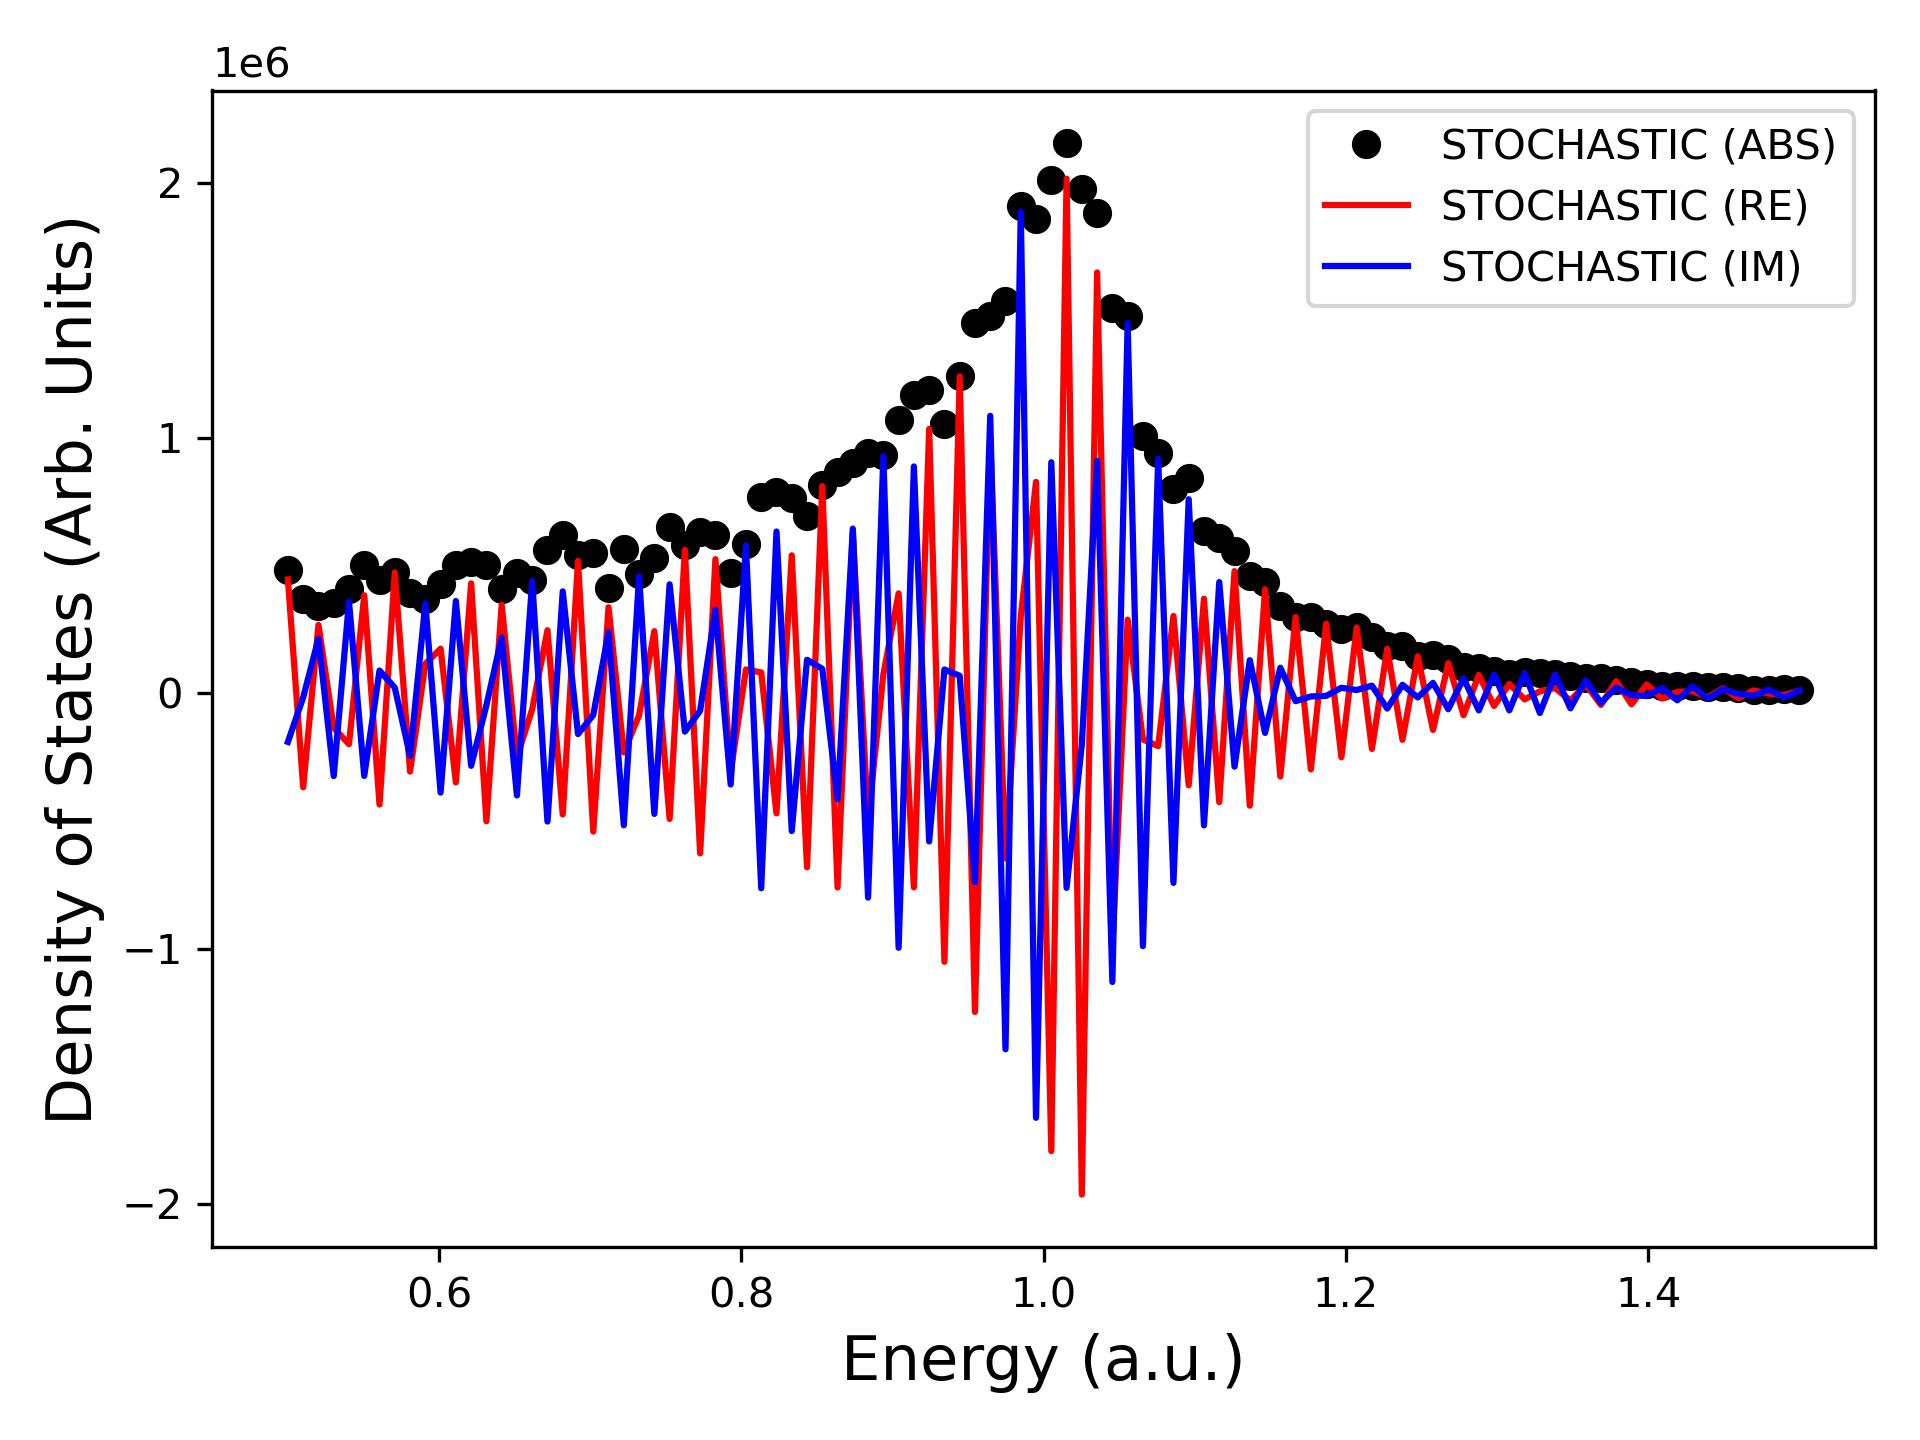 1e6
STOCHASTIC (ABS)
STOCHASTIC (RE)
STOCHASTIC (IM)
2
1
0
−1
−2
Density of States (Arb. Units)
0.6 0.8 1.0 1.2 1.4
Energy (a.u.)